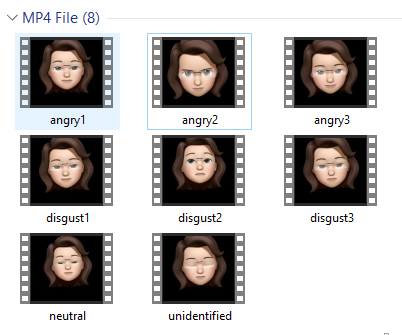 MP4 File (8)
angry1
angry2
angry3
disgust1
disgust2
disgust3
neutral
unidentified